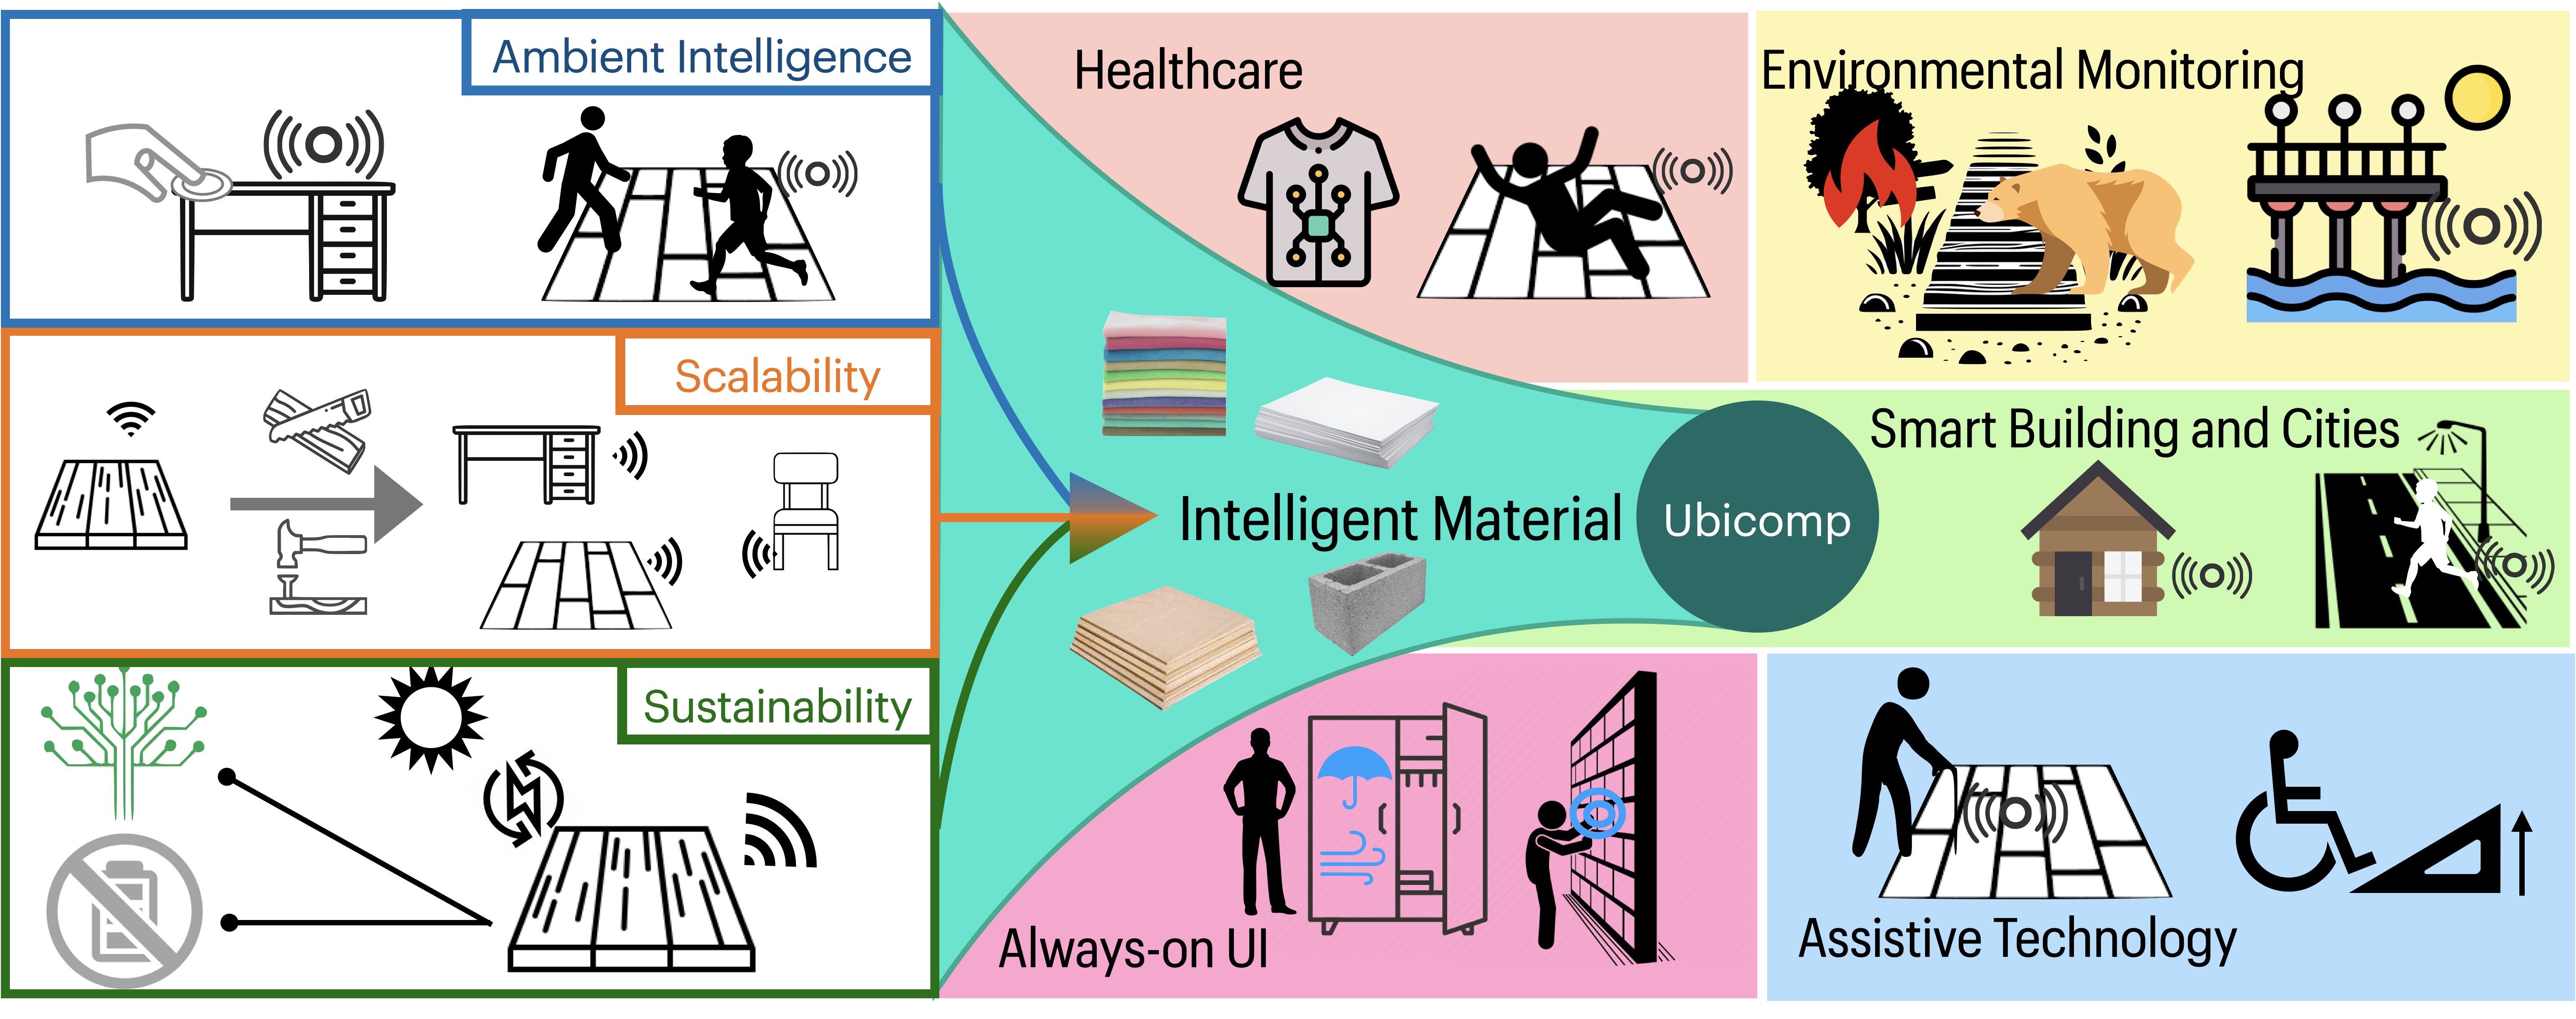 Ambient Intelligence
Scalability
Sustainability
Healthcare
Environmental Monitoring
Intelligent Material
Ubicomp
Smart Building and Cities
Always-on UI
Assistive Technology